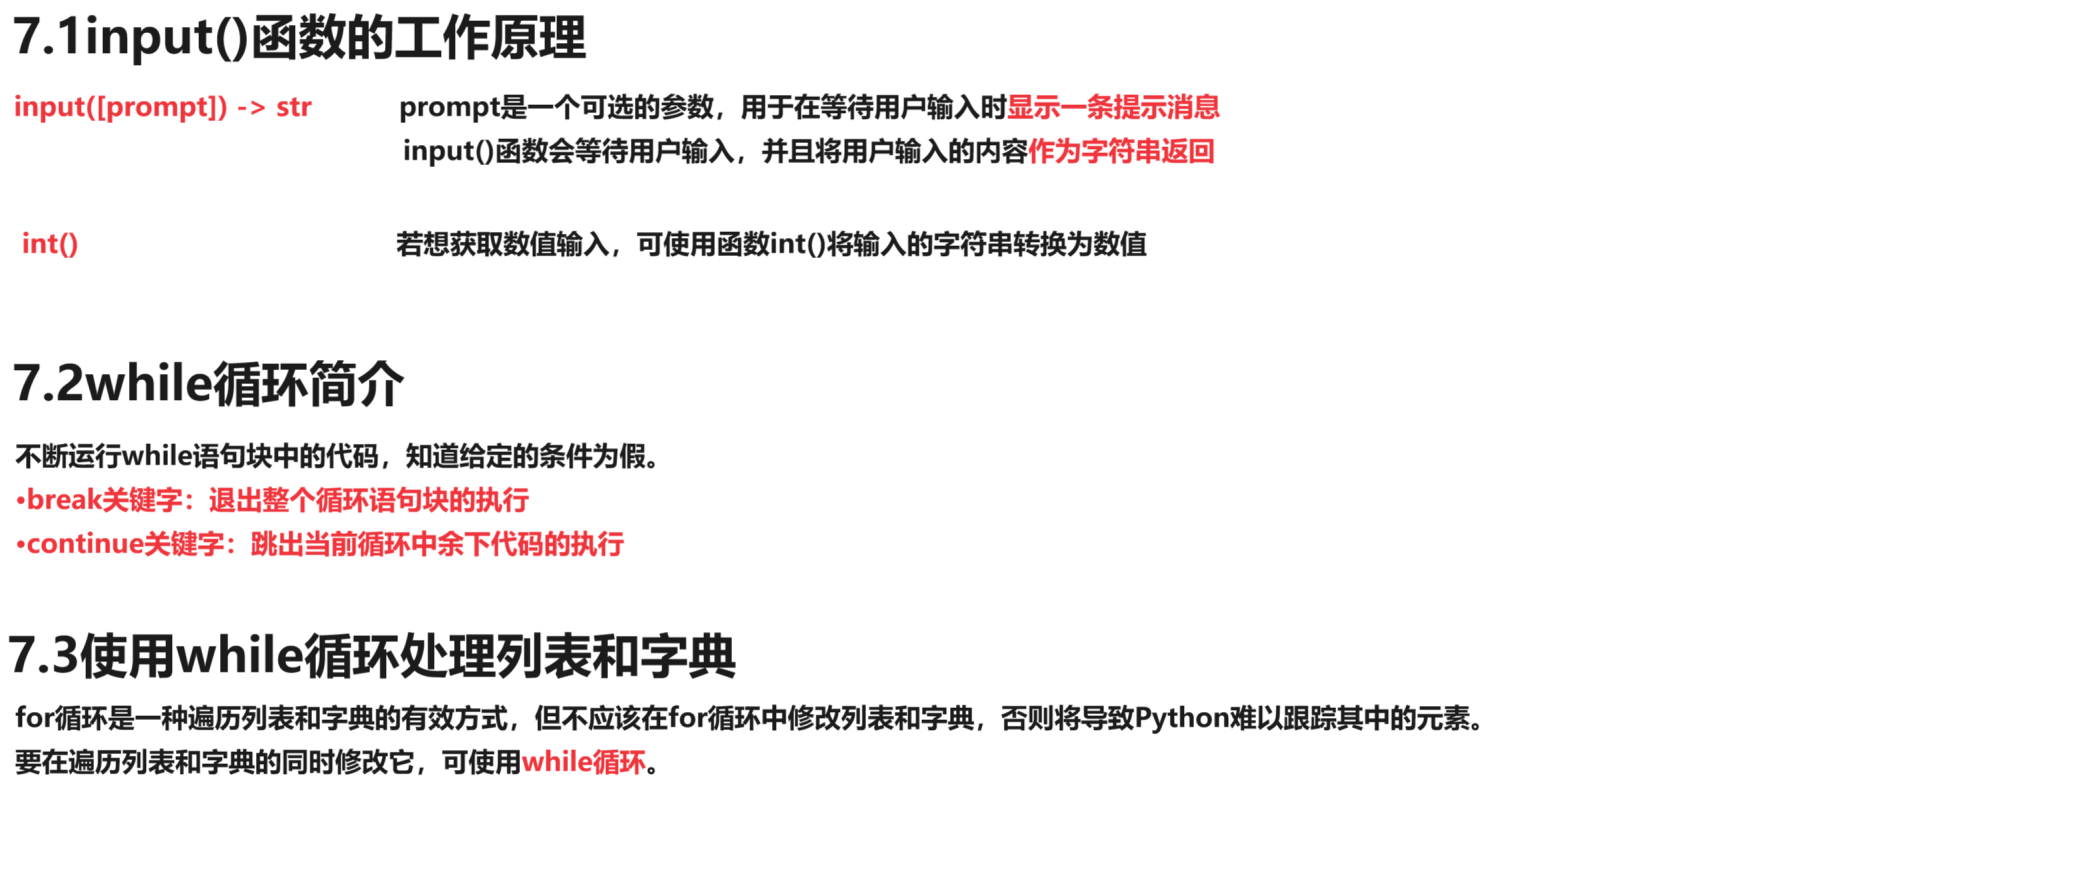 7.1input()函数的工作原理
input([prompt]) -> str prompt是一个可选的参数，用于在等待用户输入时显示一条提示消息
input()函数会等待用户输入，并且将用户输入的内容作为字符串返回
int() 若想获取数值输入，可使用函数int()将输入的字符串转换为数值
7.2while循环简介
不断运行while语句块中的代码，知道给定的条件为假。
•break关键字：退出整个循环语句块的执行
•continue关键字：跳出当前循环中余下代码的执行
7.3使用while循环处理列表和字典
for循环是一种遍历列表和字典的有效方式，但不应该在for循环中修改列表和字典，否则将导致Python难以跟踪其中的元素。
要在遍历列表和字典的同时修改它，可使用while循环。